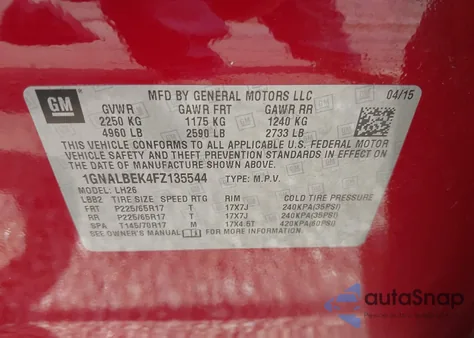 GM
MFD BY GENERAL MOTORS LLC 04/15
GVWR GAWR FRT GAWR RR
2250 KG 1175 KG 1240 KG
4960 LB 2590 LB 2733 LB
THIS VEHICLE CONFORMS TO ALL APPLICABLE U.S. FEDERAL MOTOR
VEHICLE SAFETY, BUMPER, AND THEFT PREVENTION STANDARDS IN
EFFECT ON THE DATE OF MANUFACTURE SHOWN ABOVE.
1GNALBEK4FZ135544 TYPE: M.P.V.
MODEL: LH26
LBB2 TIRE SIZE SPEED RTG RIM COLD TIRE PRESSURE
FRT P225/65R17 T 17X7J 240KPA(35PSI)
RR P225/65R17 T 17X7J 240KPA(35PSI)
SPA T145/70R17 M 17X4.5T 420KPA(60PSI)
SEE OWNER'S MANUAL FOR MORE INFORMATION.
autoSnap